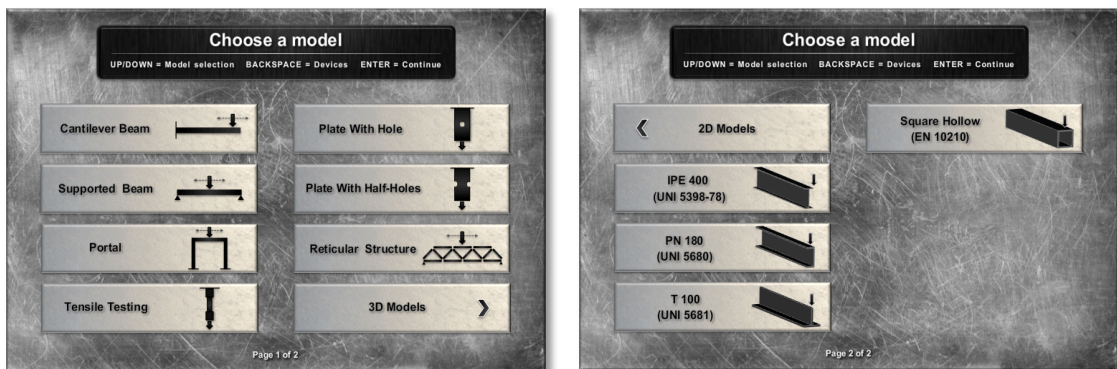 Choose a model
UP/DOWN = Model selection BACKSPACE = Devices ENTER = Continue
Cantilever Beam
Supported Beam
Portal
Tensile Testing
Plate With Hole
Plate With Half-Holes
Reticular Structure
3D Models
Page 1 of 2
Choose a model
UP/DOWN = Model selection BACKSPACE = Devices ENTER = Continue
2D Models
IPE 400
(UNI 5398-78)
PN 180
(UNI 5680)
T 100
(UNI 5681)
Square Hollow
(EN 10210)
Page 2 of 2